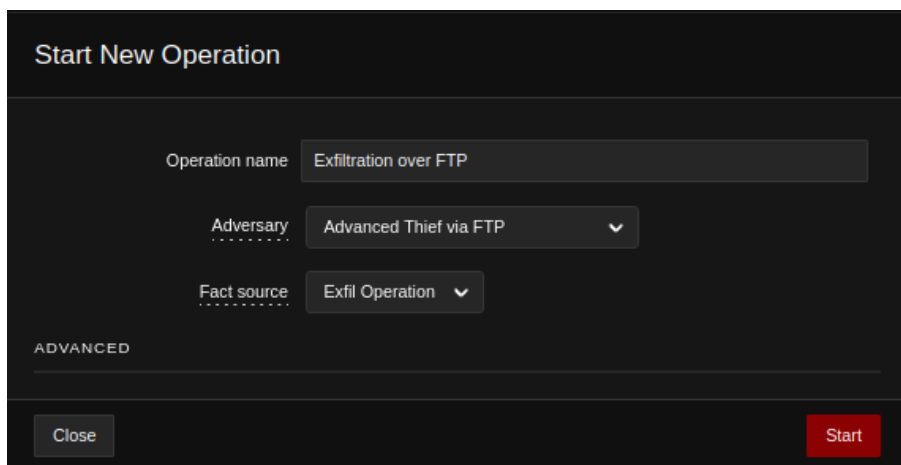 Start New Operation
Operation name Exfiltration over FTP
Adversary Advanced Thief via FTP
Fact source Exfil Operation
ADVANCED
Close Start